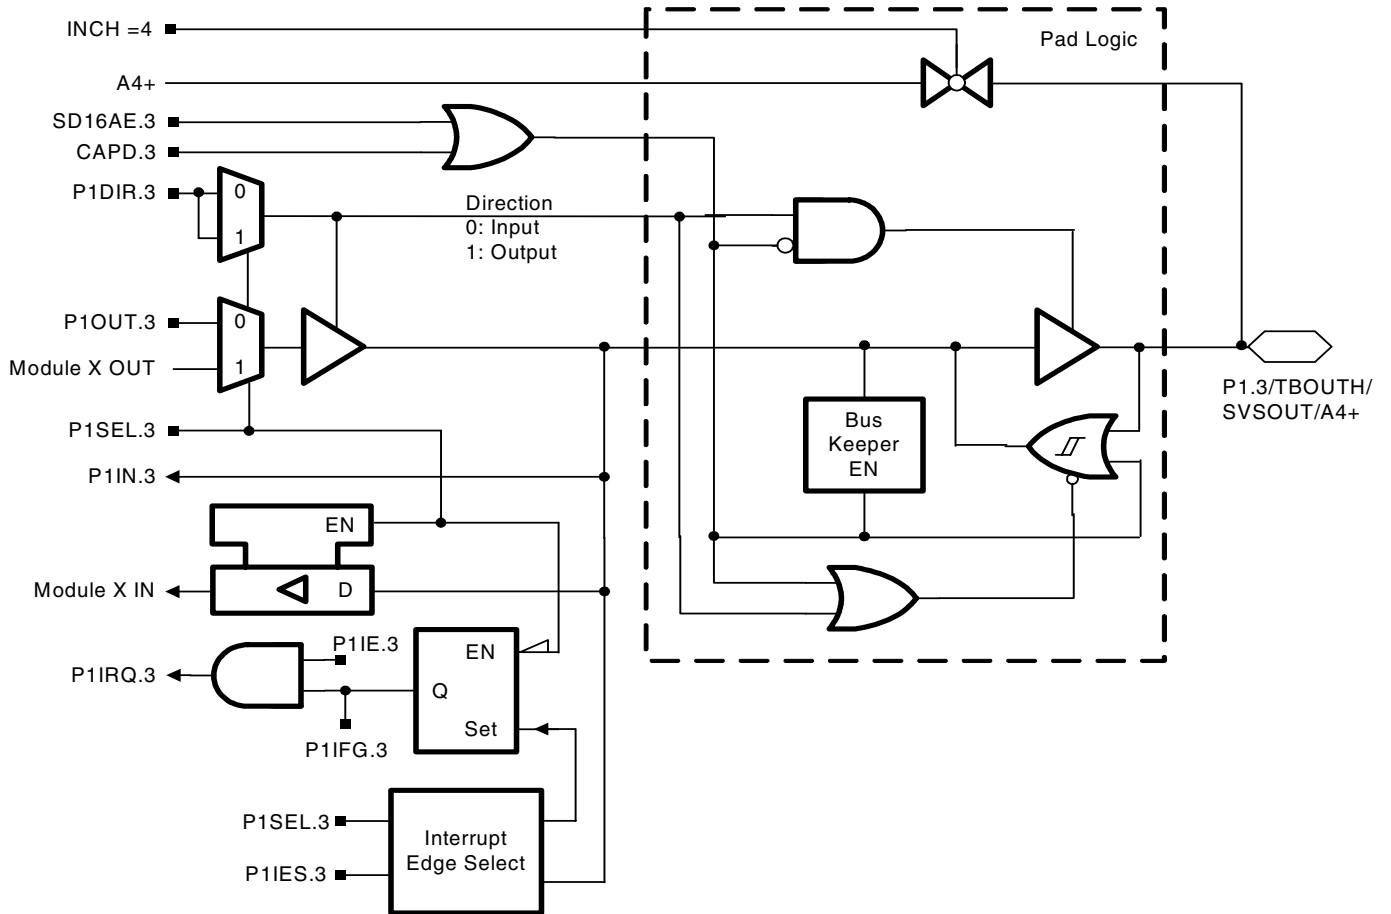 INCH =4
Pad Logic
A4+
SD16AE.3
CAPD.3
P1DIR.3
0
1
Direction
0: Input
1: Output
P1OUT.3
0
Module X OUT
1
P1.3/TBOUTH/
SVSOUT/A4+
P1SEL.3
Bus
Keeper
EN
P1IN.3
EN
Module X IN
D
P1IE.3
EN
P1IRQ.3
Q
Set
P1IFG.3
P1SEL.3
Interrupt
Edge Select
P1IES.3